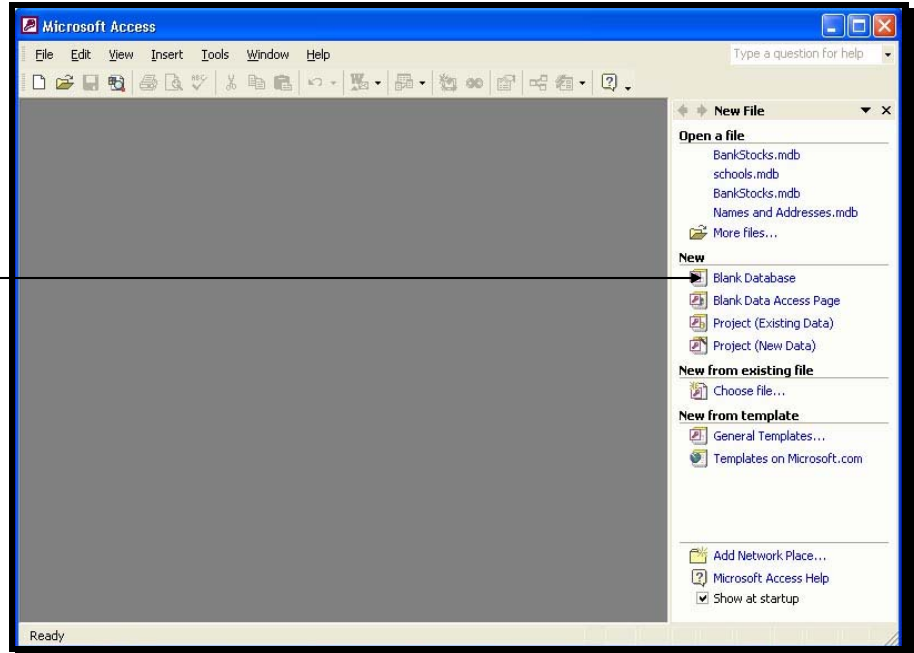 Microsoft Access
File Edit View Insert Tools Window Help
Type a question for help
New File
Open a file
BankStocks.mdb
schools.mdb
BankStocks.mdb
Names and Addresses.mdb
More files...
New
Blank Database
Blank Data Access Page
Project (Existing Data)
Project (New Data)
New from existing file
Choose file...
New from template
General Templates...
Templates on Microsoft.com
Add Network Place...
Microsoft Access Help
Show at startup
Ready